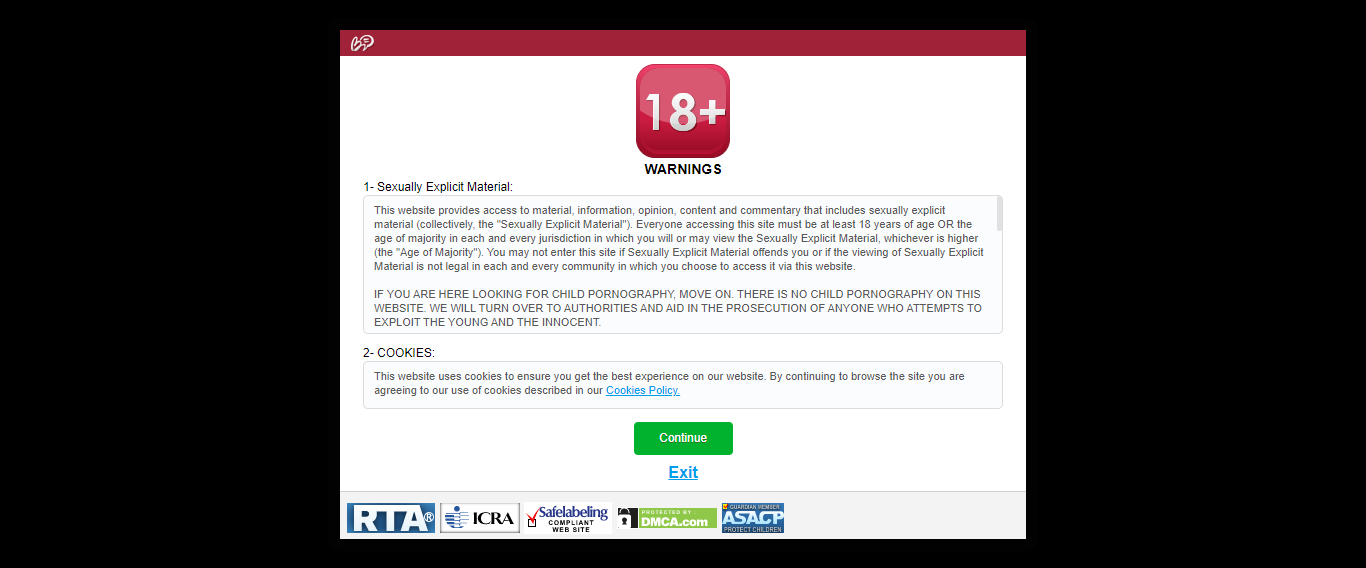 18+
WARNINGS
1- Sexually Explicit Material:
This website provides access to material, information, opinion, content and commentary that includes sexually explicit
material (collectively, the "Sexually Explicit Material"). Everyone accessing this site must be at least 18 years of age OR the
age of majority in each and every jurisdiction in which you will or may view the Sexually Explicit Material, whichever is higher
(the "Age of Majority"). You may not enter this site if Sexually Explicit Material offends you or if the viewing of Sexually Explicit
Material is not legal in each and every community in which you choose to access it via this website.
IF YOU ARE HERE LOOKING FOR CHILD PORNOGRAPHY, MOVE ON. THERE IS NO CHILD PORNOGRAPHY ON THIS
WEBSITE. WE WILL TURN OVER TO AUTHORITIES AND AID IN THE PROSECUTION OF ANYONE WHO ATTEMPTS TO
EXPLOIT THE YOUNG AND THE INNOCENT.
2- COOKIES:
This website uses cookies to ensure you get the best experience on our website. By continuing to browse the site you are
agreeing to our use of cookies described in our Cookies Policy.
Continue
Exit
RTA®
ICRA
Safelabeling
COMPLIANT
WEB SITE
PROTECTED BY
DMCA.com
GUARDIAN MEMBER
ASACP
PROTECT CHILDREN